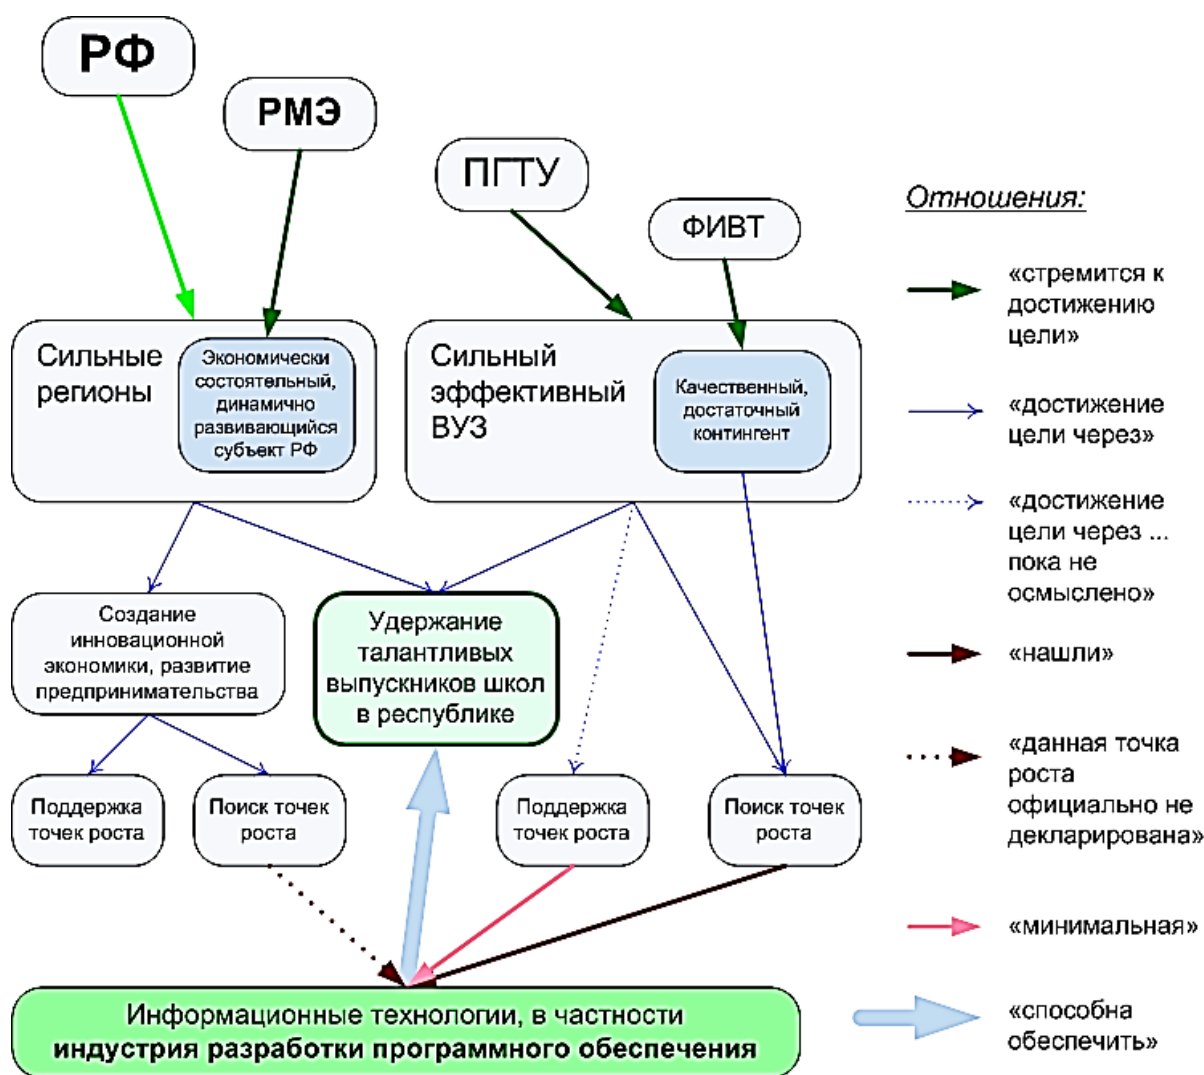 РФ
РМЭ
ПГТУ
ФИВТ
Сильные
регионы
Экономически
состоятельный,
динамично
развивающийся
субъект РФ
Сильный
эффективный
ВУЗ
Качественный,
достаточный
контингент
Создание
инновационной
экономики, развитие
предпринимательства
Удержание
талантливых
выпускников школ
в республике
Поддержка
точек роста
Поиск точек
роста
Поддержка
точек роста
Поиск точек
роста
Информационные технологии, в частности
индустрия разработки программного обеспечения
Отношения:
«стремится к
достижению
цели»
«достижение
цели через»
«достижение
цели через ...
пока не
осмыслено»
«нашли»
«данная точка
роста
официально не
декларирована»
«минимальная»
«способна
обеспечить»